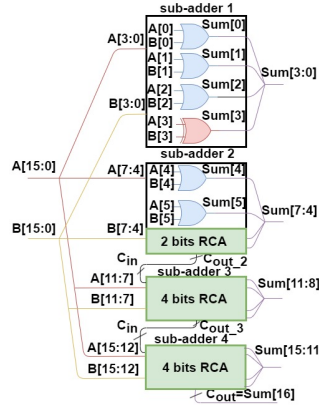 sub-adder 1
A[0] Sum[0]
B[0]
A[3:0]
A[1] Sum[1]
B[1]
A[2] Sum[2]
B[2]
Sum[3:0]
B[3:0]
A[3] Sum[3]
B[3]
sub-adder 2
A[15:0] A[7:4] A[4] Sum[4]
B[4]
A[5] Sum[5]
B[5]
Sum[7:4]
B[15:0] B[7:4] 2 bits RCA
Cin Cout_2
sub-adder 3
A[11:7] Sum[11:8]
4 bits RCA
B[11:7]
Cin Cout_3
sub-adder 4
A[15:12] Sum[15:11
4 bits RCA
B[15:12]
Cout=Sum[16]